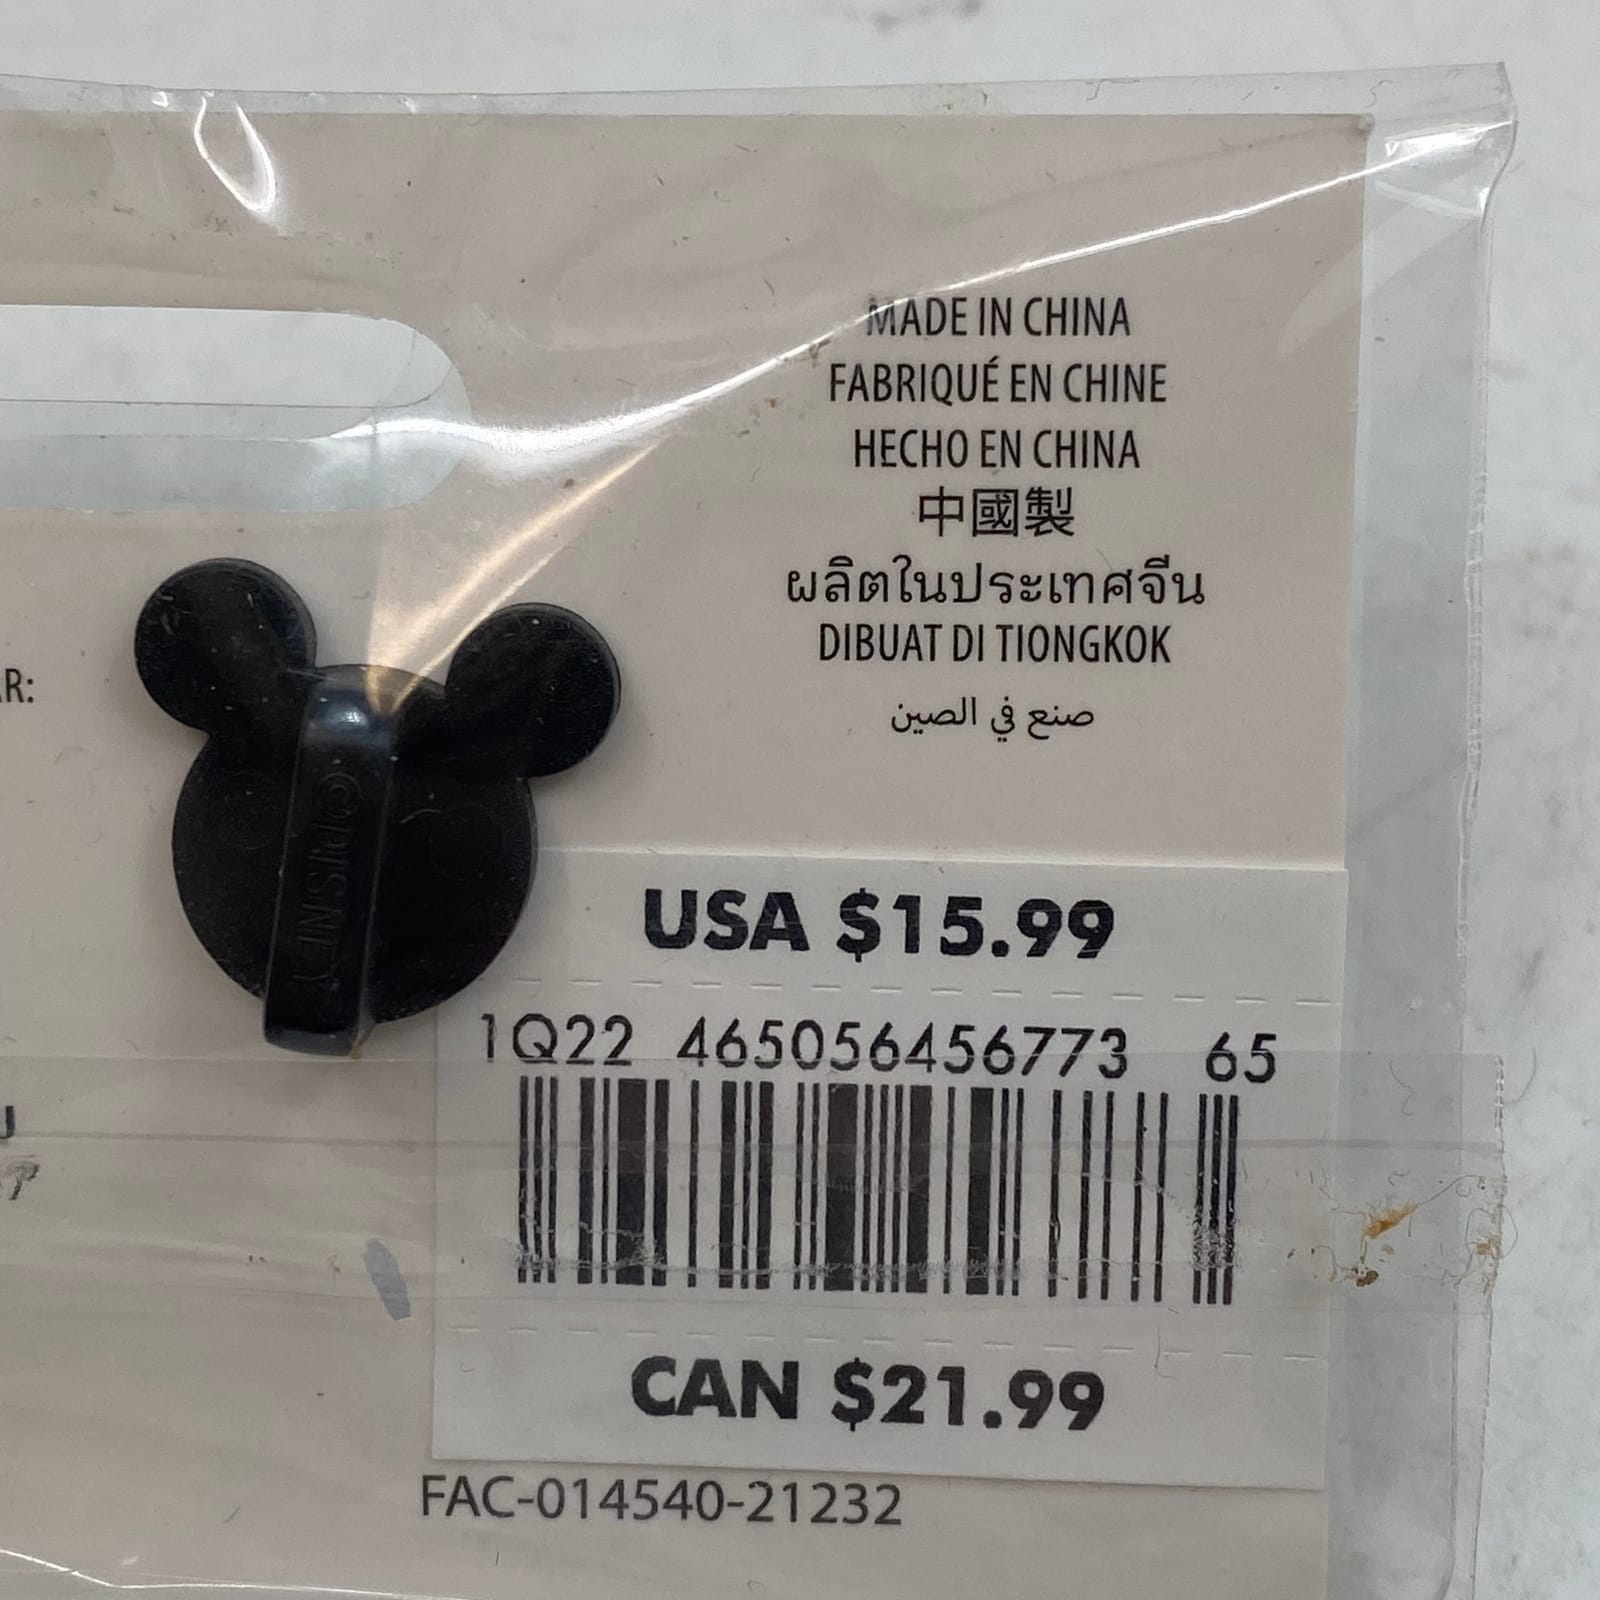 MADE IN CHINA
FABRIQUÉ EN CHINE
HECHO EN CHINA
中國製
ผลิตในประเทศจีน
DIBUAT DI TIONGKOK
صنع في الصين
R:
©DISNEY
USA $15.99
1Q22 465056456773 65
CAN $21.99
FAC-014540-21232